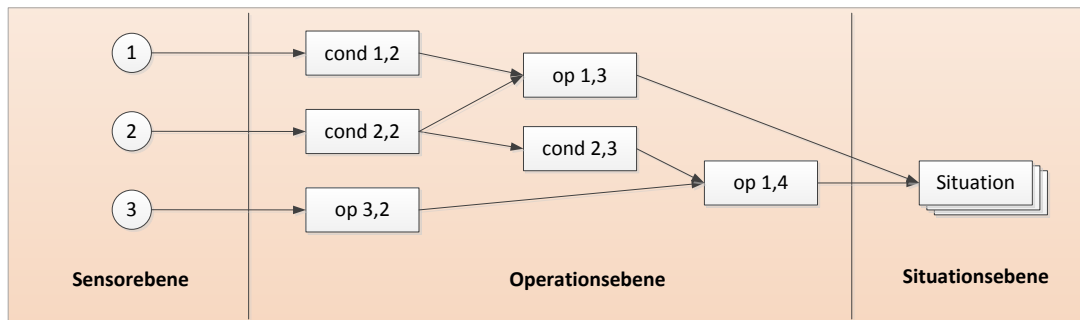 1
cond 1,2
op 1,3
2
cond 2,2
cond 2,3
op 1,4
Situation
3
op 3,2
Sensorebene
Operationsebene
Situationsebene